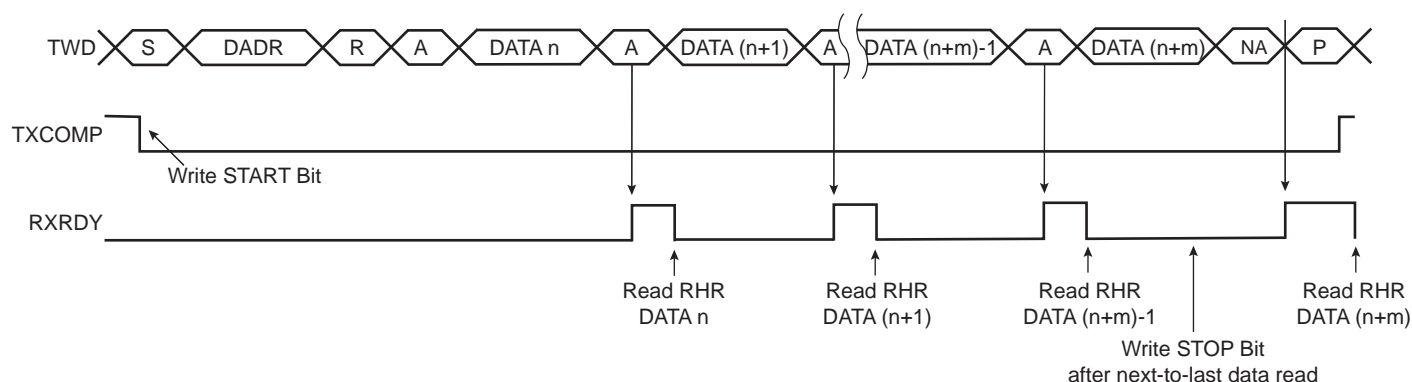 TWD S DADR R A DATA n A DATA (n+1) A DATA (n+m)-1 A DATA (n+m) NA P
TXCOMP
Write START Bit
RXRDY
Read RHR Read RHR Read RHR Read RHR
DATA n DATA (n+1) DATA (n+m)-1 DATA (n+m)
Write STOP Bit
after next-to-last data read